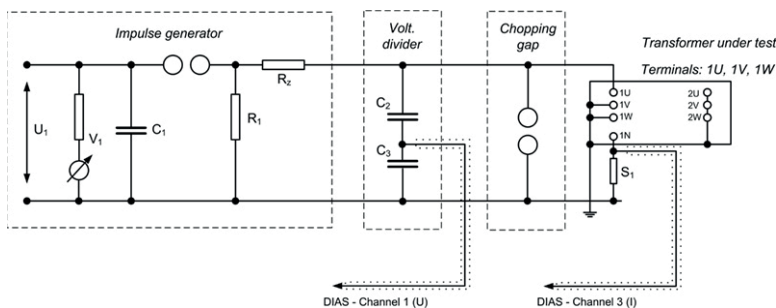 Impulse generator
Volt.
divider
Chopping
gap
Transformer under test
Terminals: 1U, 1V, 1W
Rz
U1
V1
C1
R1
C2
C3
1U
1V
1W
1N
2U
2V
2W
S1
DIAS - Channel 1 (U)
DIAS - Channel 3 (I)